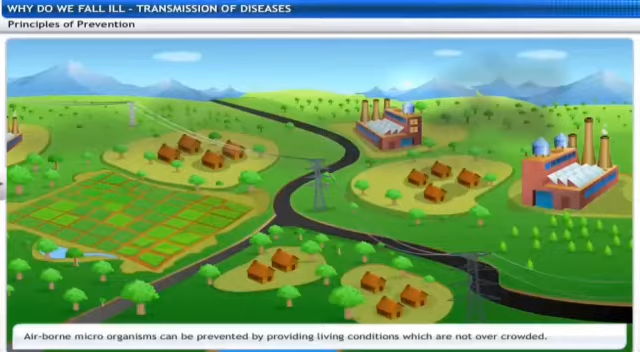 WHY DO WE FALL ILL - TRANSMISSION OF DISEASES
Principles of Prevention
Air-borne micro organisms can be prevented by providing living conditions which are not over crowded.